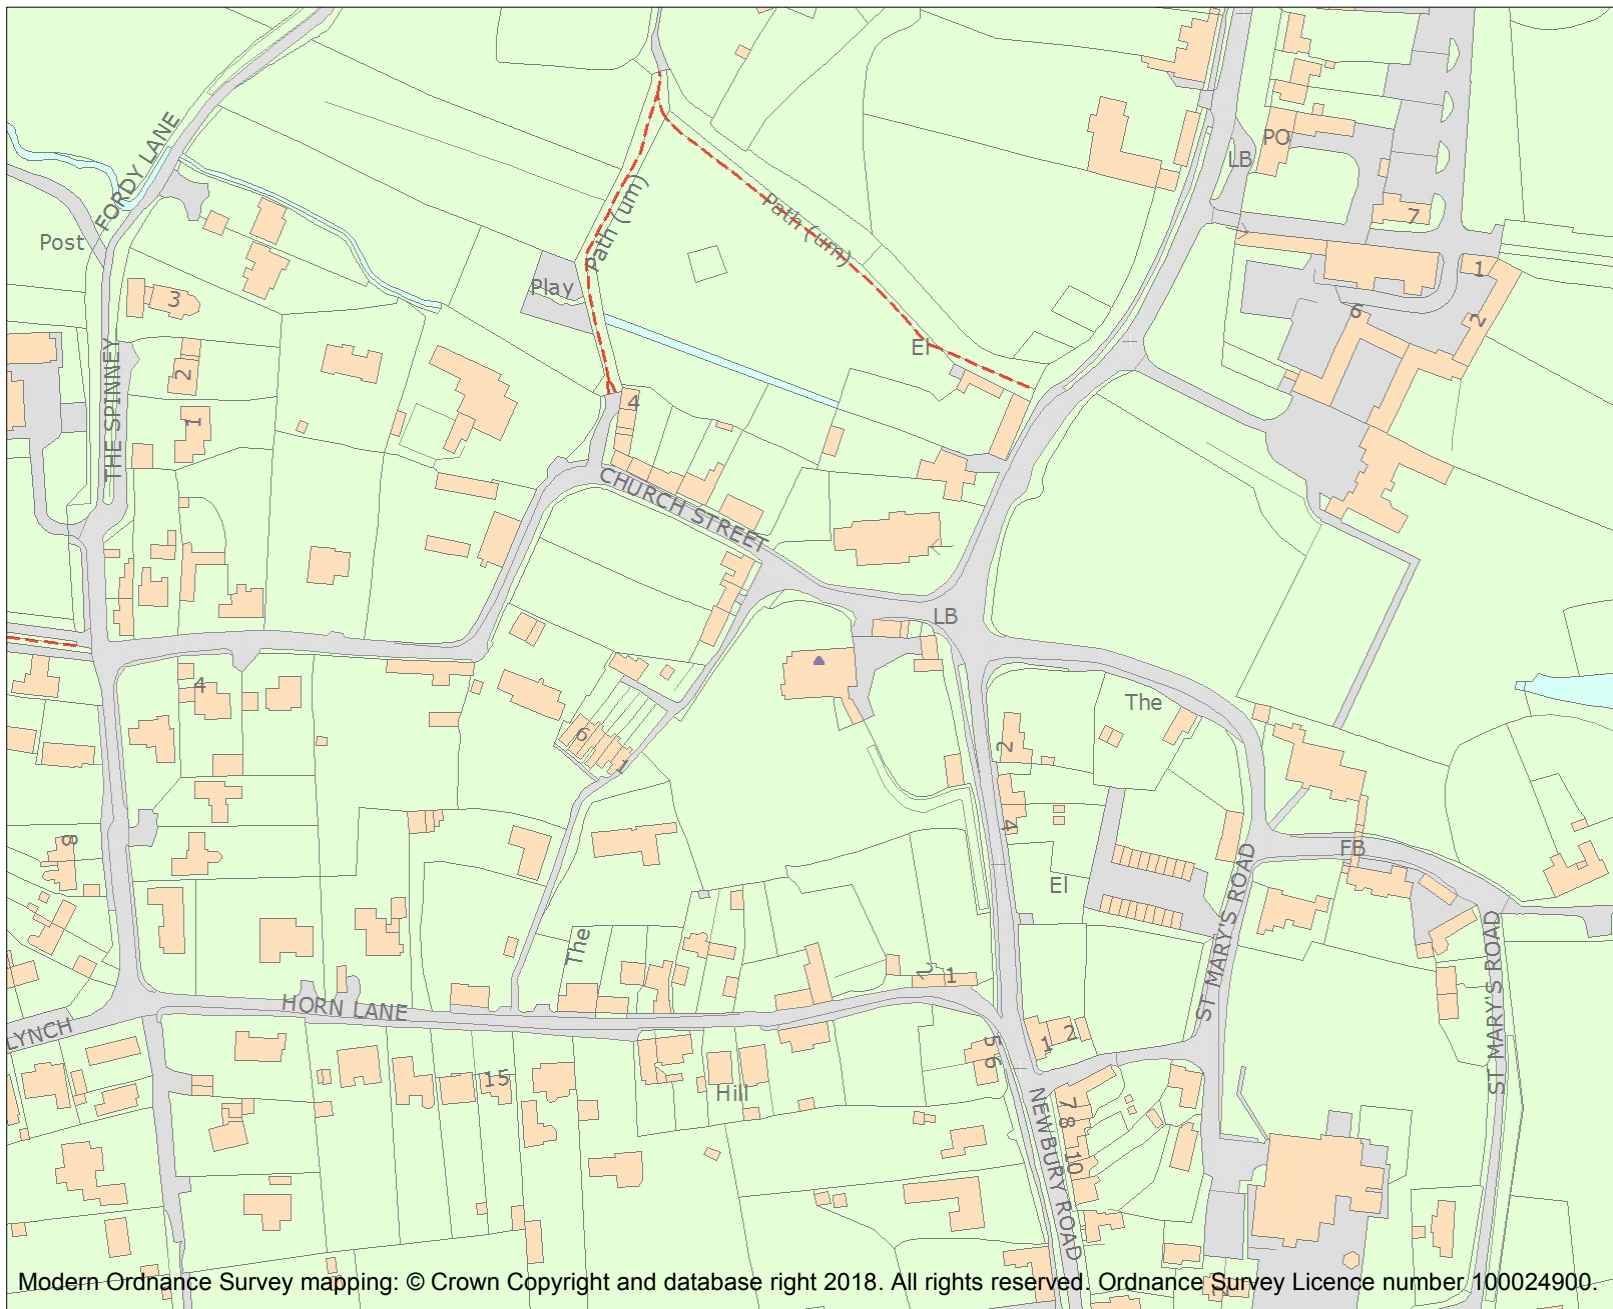 FORDY LANE
Post
Path (um)
Path (um)
PO
LB
7
1
2
6
Play
3
THE SPINNEY
2
1
El
4
CHURCH STREET
LB
4
The
2
6
1
4
8
El
FB
ST MARY'S ROAD
ST MARY'S ROAD
The
2
1
HORN LANE
LYNCH
1
2
5 6
15
Hill
NEWBURY ROAD
7
8
10
2
Modern Ordnance Survey mapping: © Crown Copyright and database right 2018. All rights reserved. Ordnance Survey Licence number 100024900.